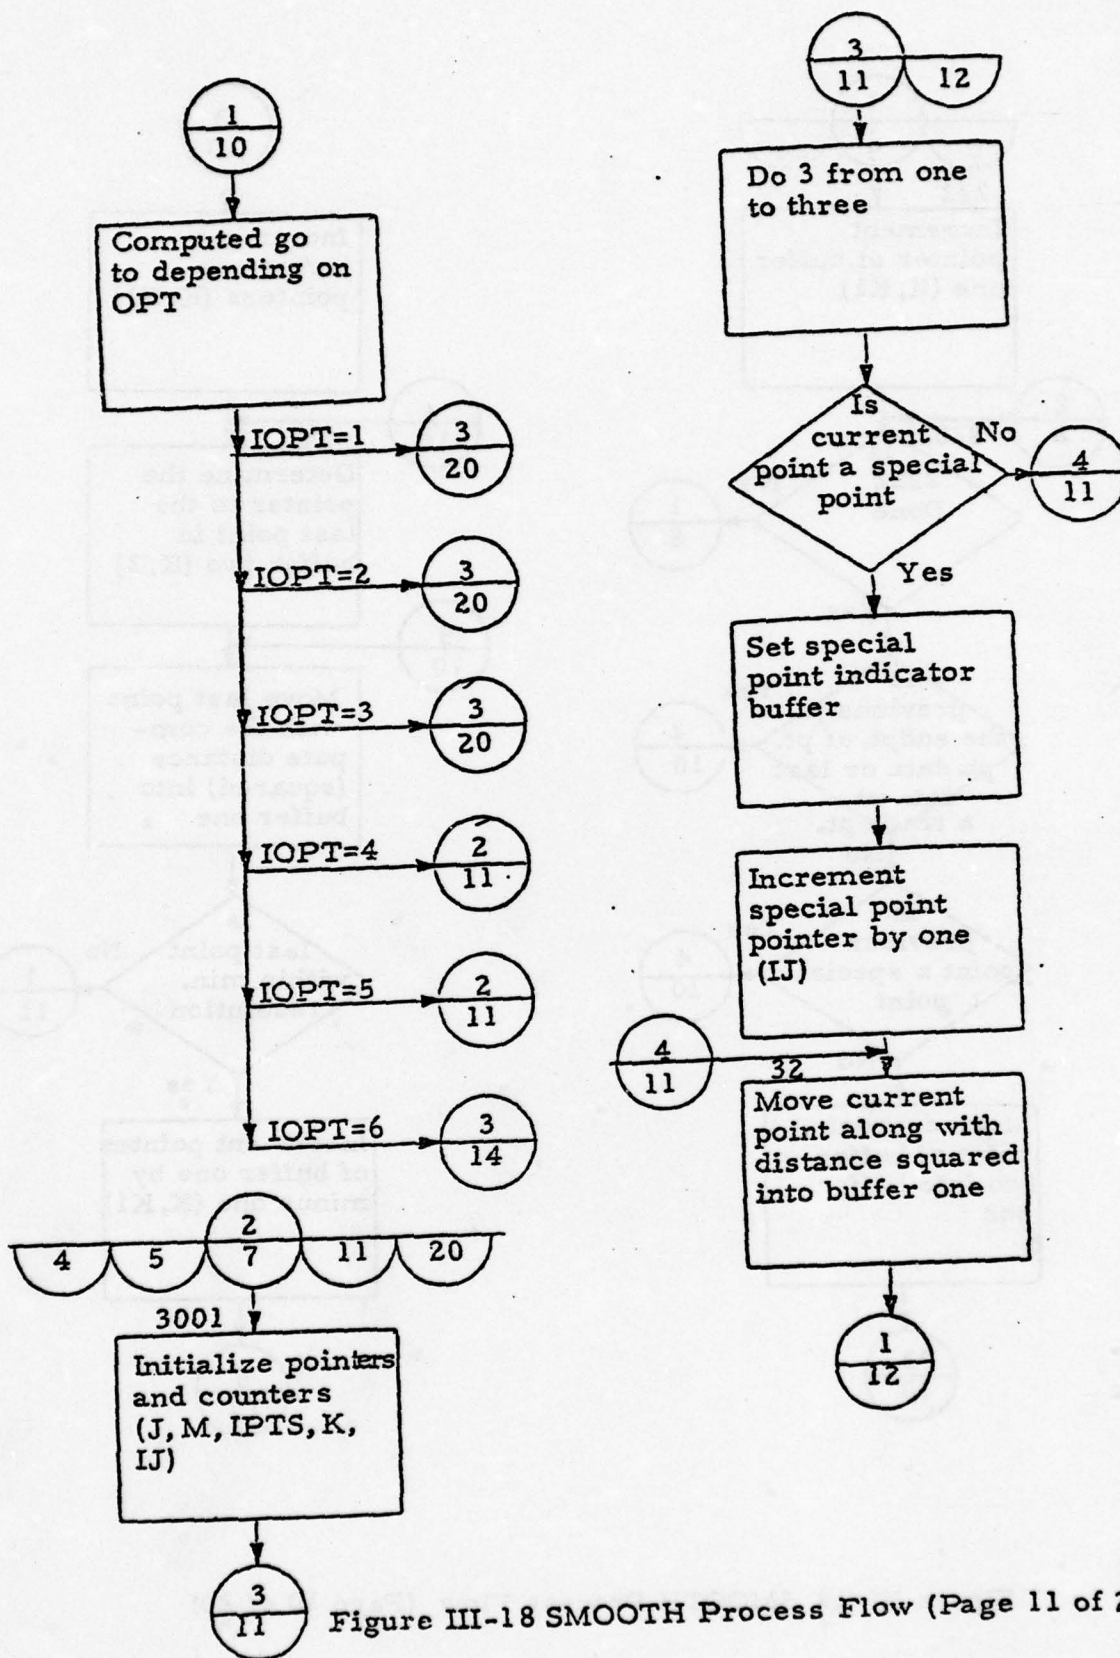 1
10
Computed go
to depending on
OPT
IOPT=1
3
20
IOPT=2
3
20
IOPT=3
3
20
IOPT=4
2
11
IOPT=5
2
11
IOPT=6
3
14
2
4 5 7 11 20
3001
Initialize pointers
and counters
(J, M, IPTS, K,
IJ)
3
11
3
11 12
Do 3 from one
to three
Is
current
point a special
point
No
4
11
Yes
Set special
point indicator
buffer
Increment
special point
pointer by one
(IJ)
4
11
32
Move current
point along with
distance squared
into buffer one
1
12
Figure III-18 SMOOTH Process Flow (Page 11 of